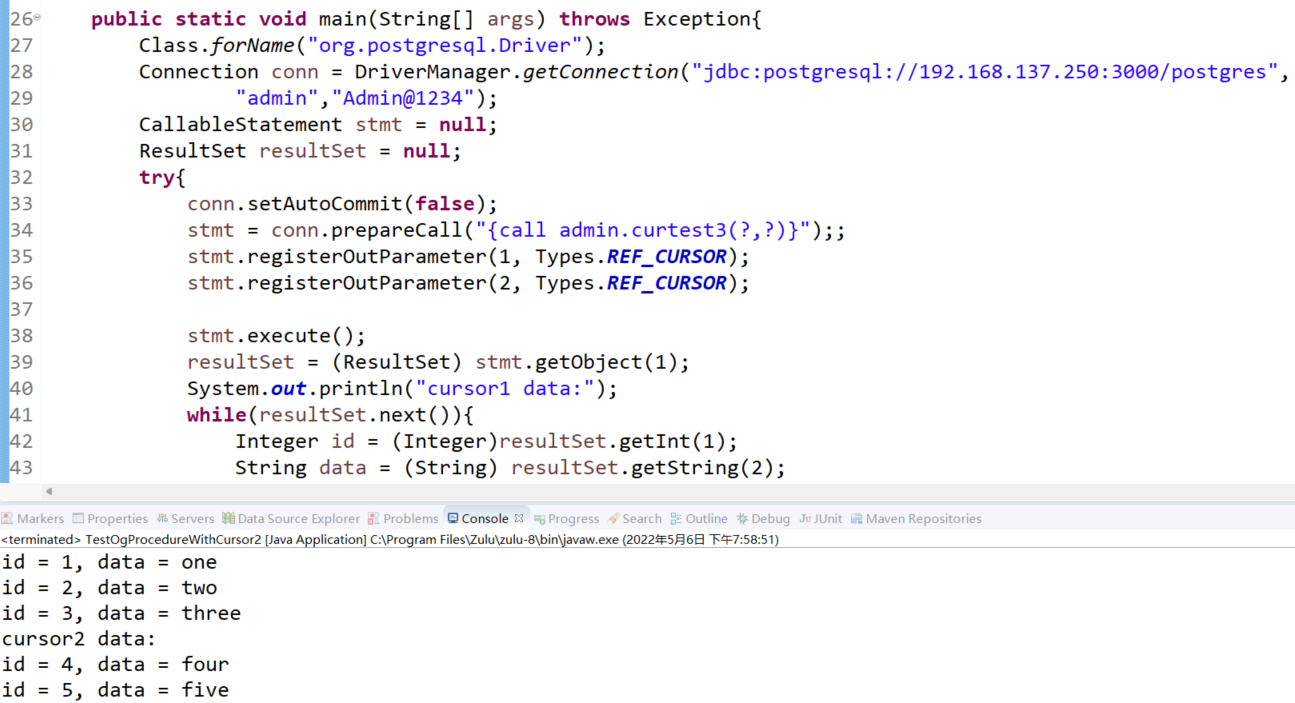 26 public static void main(String[] args) throws Exception{
27 Class.forName("org.postgresql.Driver");
28 Connection conn = DriverManager.getConnection("jdbc:postgresql://192.168.137.250:3000/postgres",
29 "admin","Admin@1234");
30 CallableStatement stmt = null;
31 ResultSet resultSet = null;
32 try{
33 conn.setAutoCommit(false);
34 stmt = conn.prepareCall("{call admin.curtest3(?,?)}");;
35 stmt.registerOutParameter(1, Types.REF_CURSOR);
36 stmt.registerOutParameter(2, Types.REF_CURSOR);
37
38 stmt.execute();
39 resultSet = (ResultSet) stmt.getObject(1);
40 System.out.println("cursor1 data:");
41 while(resultSet.next()){
42 Integer id = (Integer)resultSet.getInt(1);
43 String data = (String) resultSet.getString(2);
Markers Properties Servers Data Source Explorer Problems Console Progress Search Outline Debug JUnit Maven Repositories
<terminated> TestOgProcedureWithCursor2 [Java Application] C:\Program Files\Zulu\zulu-8\bin\javaw.exe (2022年5月6日 下午7:58:51)
id = 1, data = one
id = 2, data = two
id = 3, data = three
cursor2 data:
id = 4, data = four
id = 5, data = five